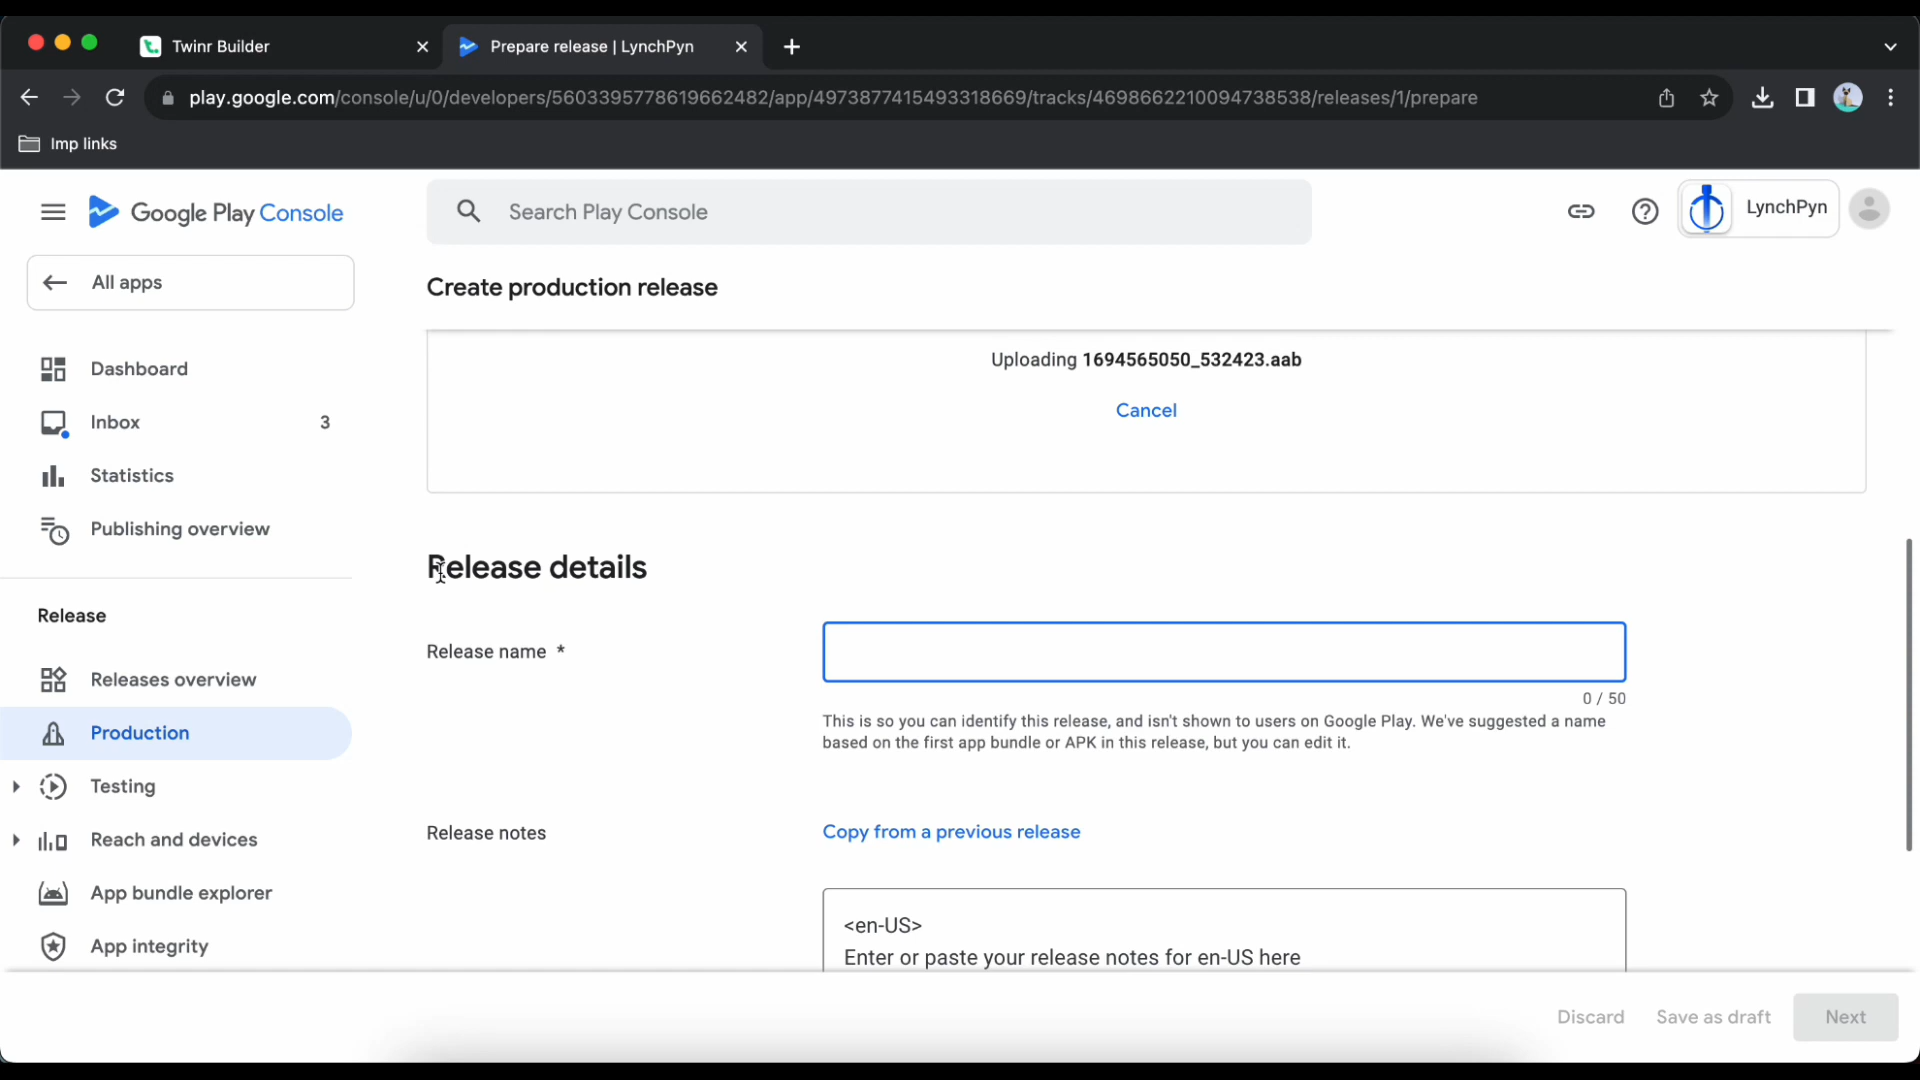 Twinr Builder
Prepare release | LynchPyn
play.google.com/console/u/0/developers/5603395778619662482/app/4973877415493318669/tracks/4698662210094738538/releases/1/prepare
Imp links
Google Play Console
Search Play Console
LynchPyn
All apps
Create production release
Uploading 1694565050_532423.aab
Cancel
Dashboard
Inbox 3
Statistics
Publishing overview
Release details
Release
Release name *
0 / 50
This is so you can identify this release, and isn't shown to users on Google Play. We've suggested a name
based on the first app bundle or APK in this release, but you can edit it.
Releases overview
Production
Testing
Reach and devices
App bundle explorer
App integrity
Release notes
Copy from a previous release
<en-US>
Enter or paste your release notes for en-US here
Discard
Save as draft
Next